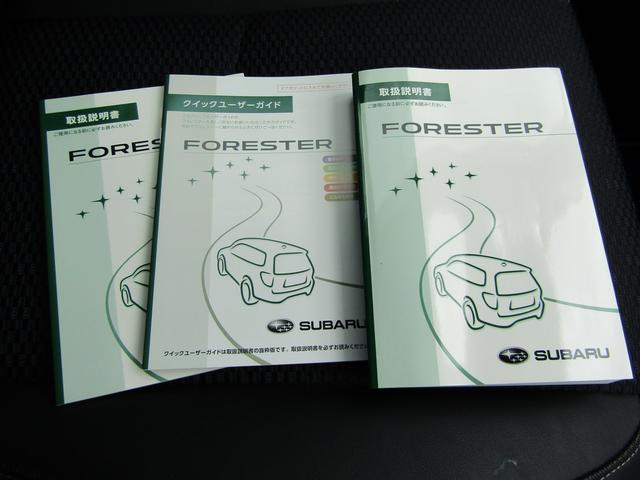 取扱説明書
ご使用になる前に必ずお読みください。
FORESTER
クイックユーザーガイド
FORESTER
SUBARU
クイックユーザーガイドは取扱説明書の抜粋版です。取扱説明書を必ずお読みくださ
取扱説明書
ご使用になる前に必ずお読みください。
FORESTER
SUBARU